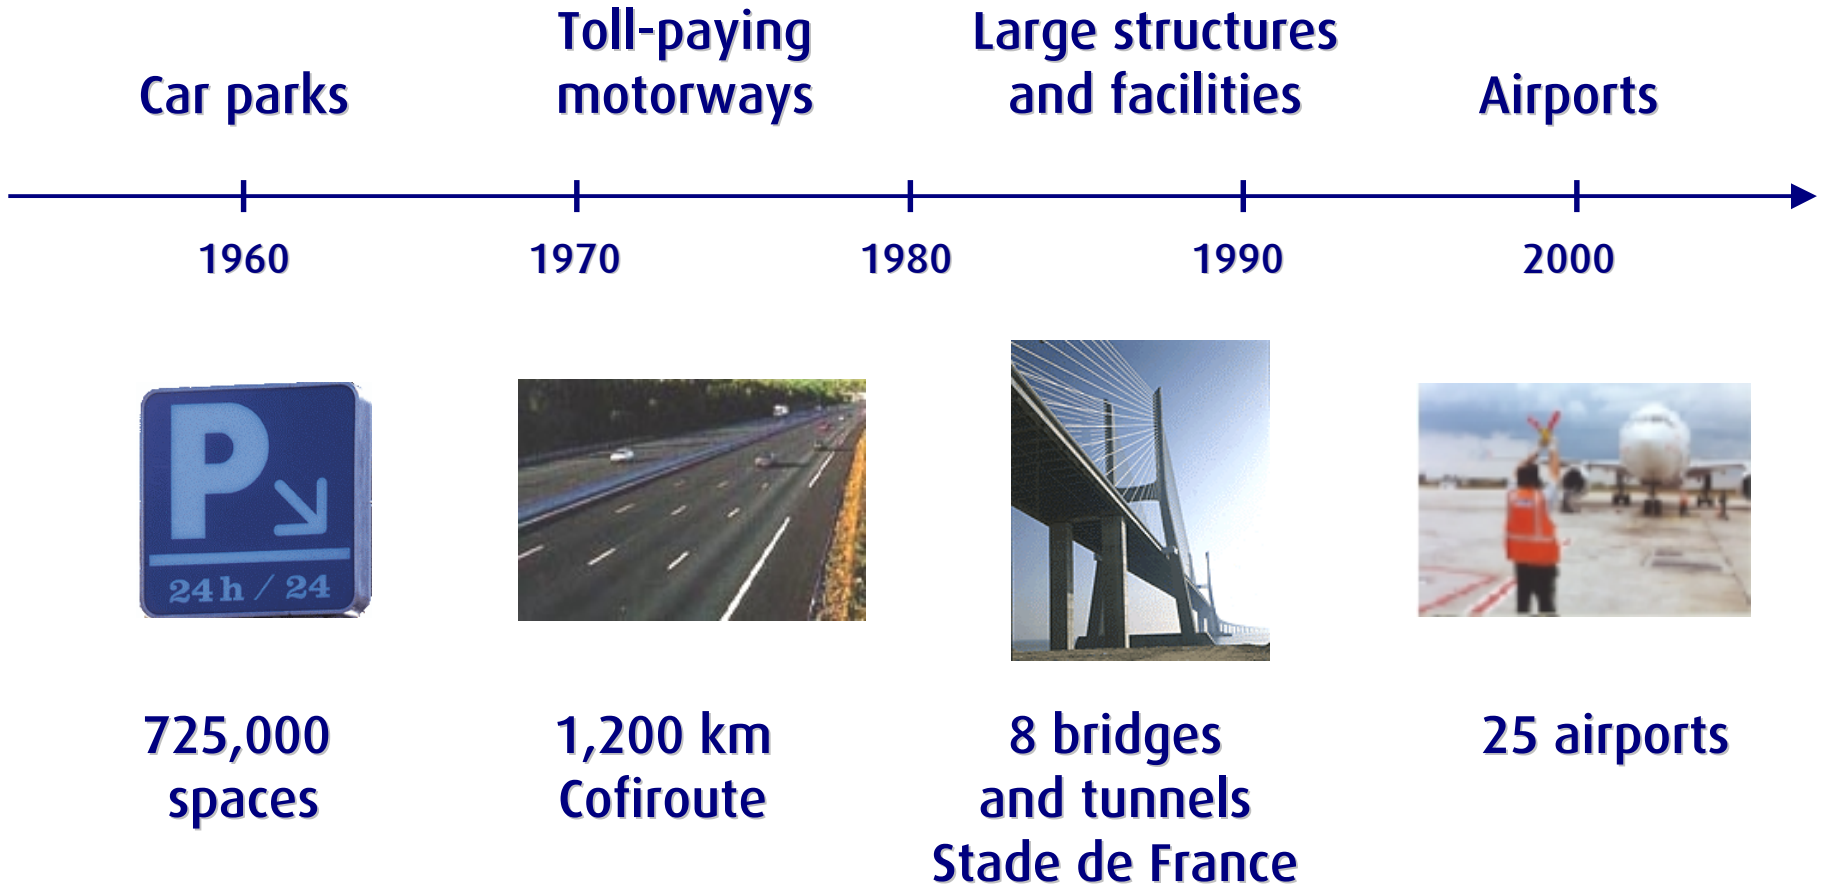 Car parks
Toll-paying
motorways
Large structures
and facilities
Airports
1960
1970
1980
1990
2000
P
24 h / 24
725,000
spaces
1,200 km
Cofiroute
8 bridges
and tunnels
Stade de France
25 airports